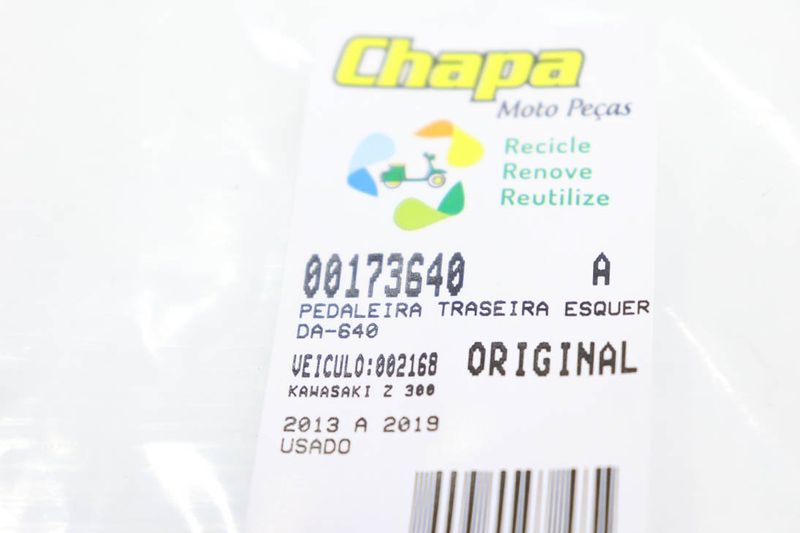 Chapa
Moto Peças
Recicle
Renove
Reutilize
00173640 A
PEDALEIRA TRASEIRA ESQUER
DA-640
VEICULO:002168 ORIGINAL
KAWASAKI Z 300
2013 A 2019
USADO